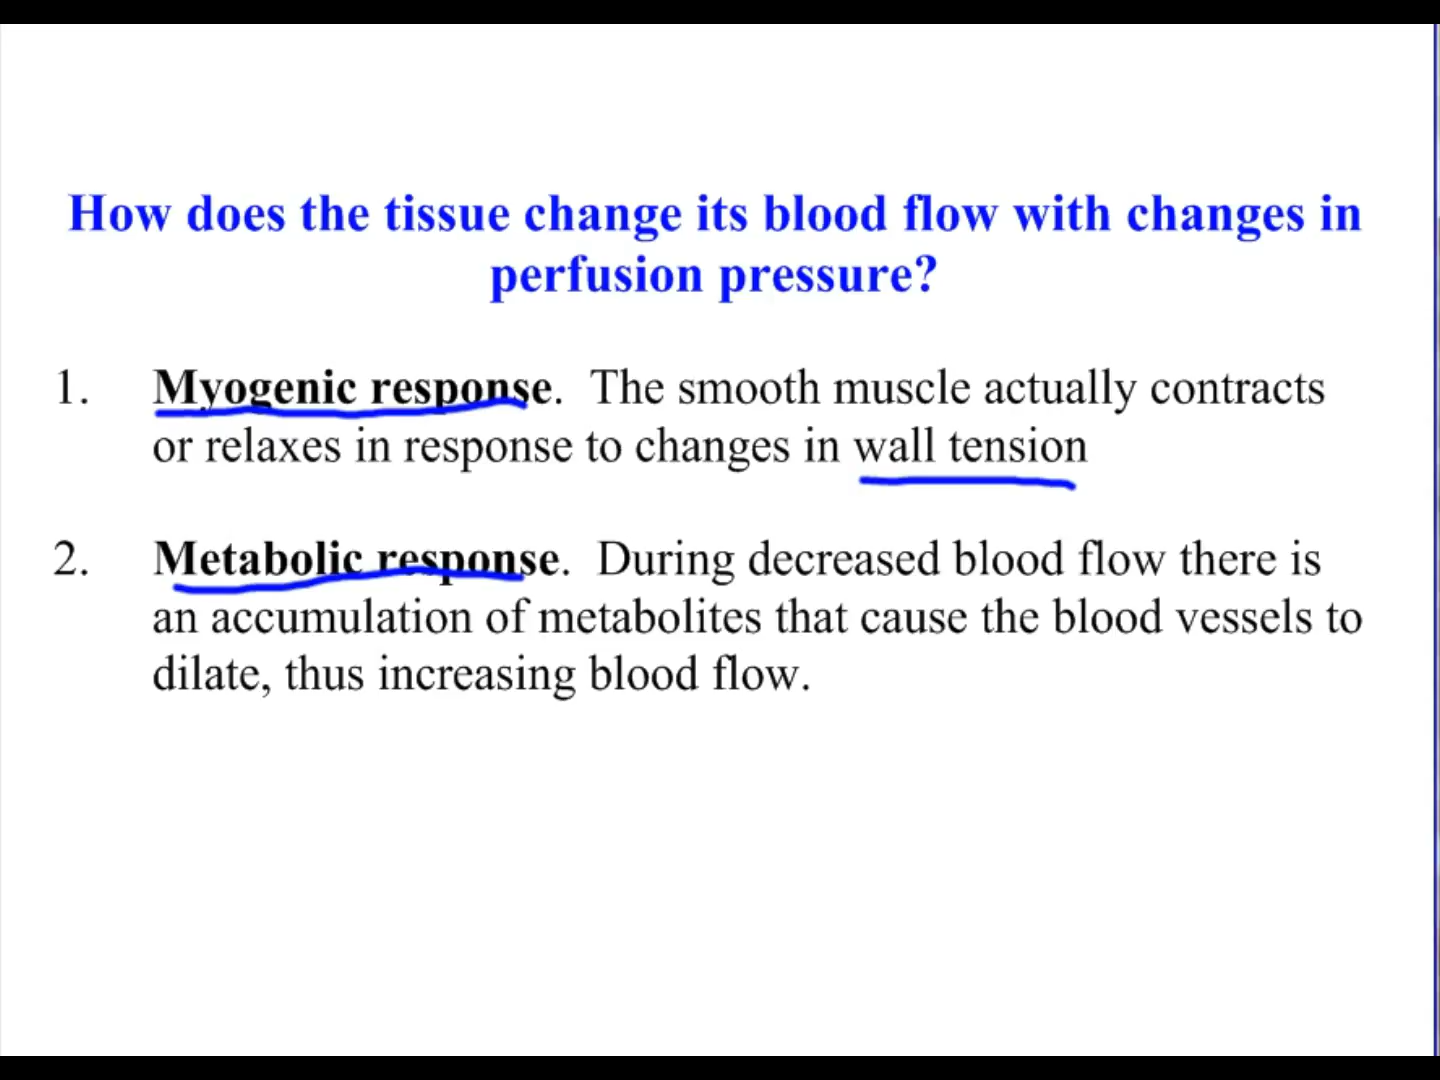 How does the tissue change its blood flow with changes in
perfusion pressure?
1. Myogenic response. The smooth muscle actually contracts
or relaxes in response to changes in wall tension
2. Metabolic response. During decreased blood flow there is
an accumulation of metabolites that cause the blood vessels to
dilate, thus increasing blood flow.